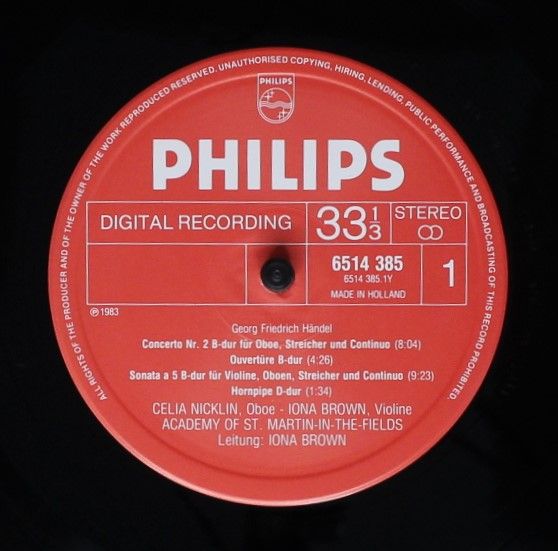 ALL RIGHTS OF THE PRODUCER AND OF THE OWNER OF THE WORK REPRODUCED RESERVED. UNAUTHORISED COPYING, HIRING, LENDING, PUBLIC PERFORMANCE AND BROADCASTING OF THIS RECORD PROHIBITED.
PHILIPS
PHILIPS
DIGITAL RECORDING
33 1/3
STEREO
6514 385
6514 385.1Y
MADE IN HOLLAND
1
℗ 1983
Georg Friedrich Händel
Concerto Nr. 2 B-dur für Oboe, Streicher und Continuo (8:04)
Ouvertüre B-dur (4:26)
Sonata a 5 B-dur für Violine, Oboen, Streicher und Continuo (9:23)
Hornpipe D-dur (1:34)
CELIA NICKLIN, Oboe - IONA BROWN, Violine
ACADEMY OF ST. MARTIN-IN-THE-FIELDS
Leitung: IONA BROWN